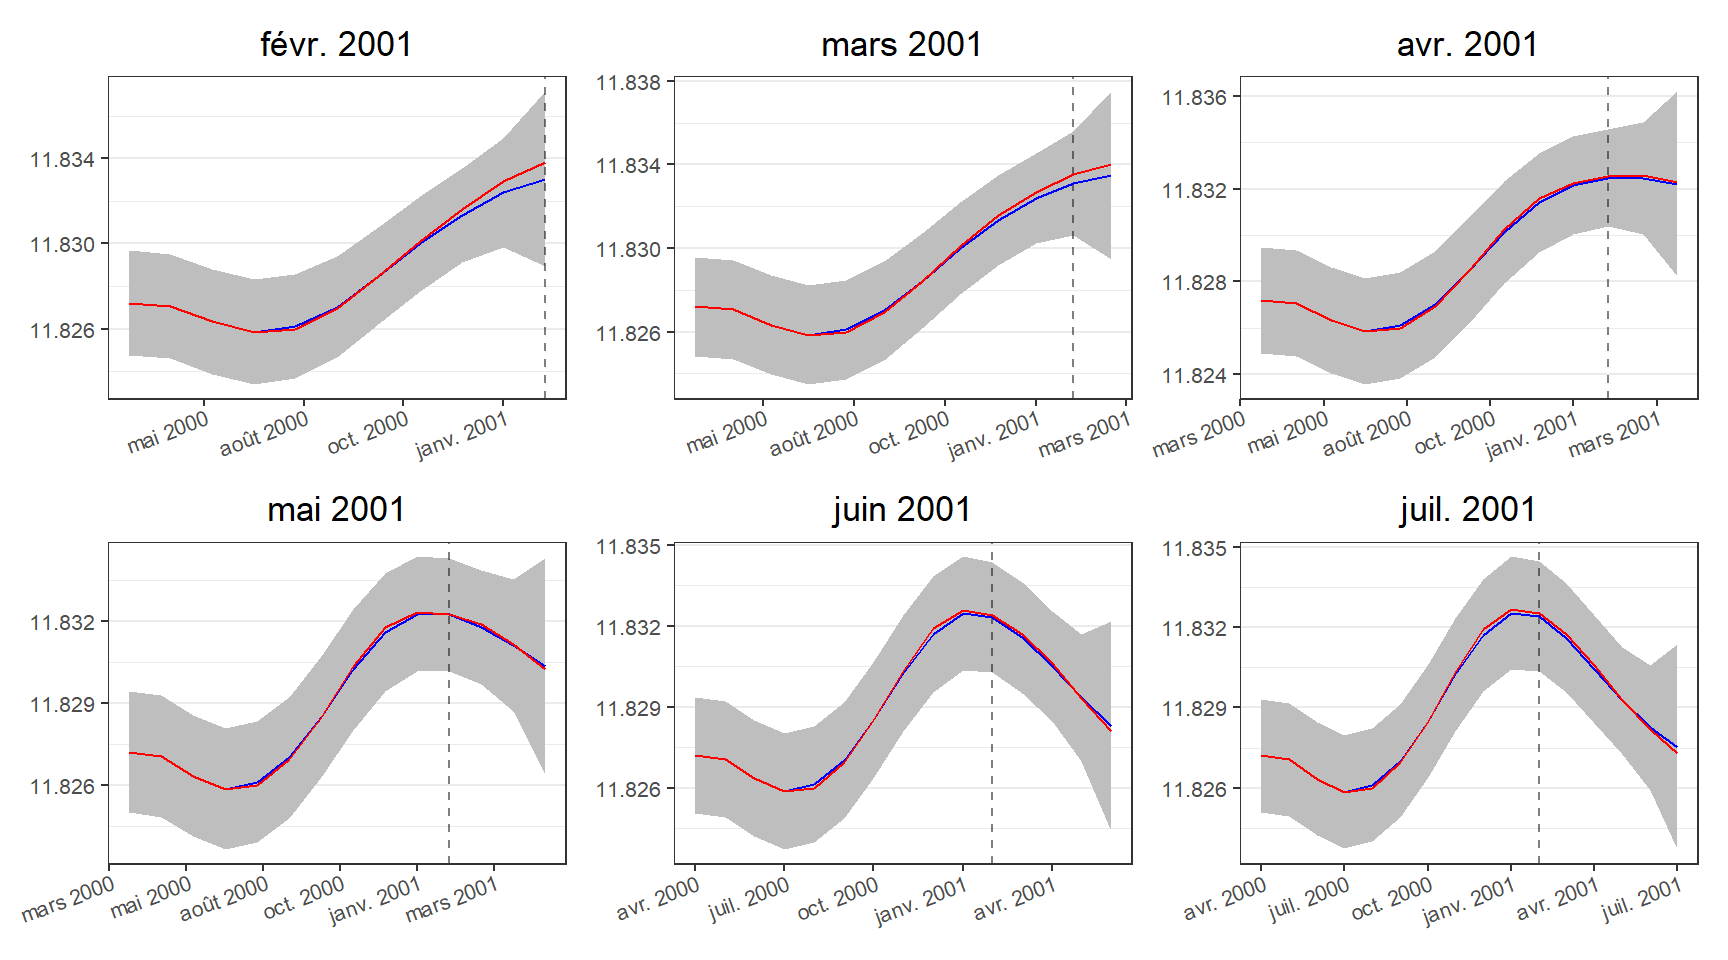 févr. 2001
mars 2001
avr. 2001
11.834
11.830
11.826
mai 2000
août 2000
oct. 2000
janv. 2001
11.838
11.834
11.830
11.826
mai 2000
août 2000
oct. 2000
janv. 2001
mars 2001
11.836
11.832
11.828
11.824
mars 2000
mai 2000
août 2000
oct. 2000
janv. 2001
mars 2001
mai 2001
juin 2001
juil. 2001
11.832
11.829
11.826
mars 2000
mai 2000
août 2000
oct. 2000
janv. 2001
mars 2001
11.835
11.832
11.829
11.826
avr. 2000
juil. 2000
oct. 2000
janv. 2001
avr. 2001
11.835
11.832
11.829
11.826
avr. 2000
juil. 2000
oct. 2000
janv. 2001
avr. 2001
juil. 2001